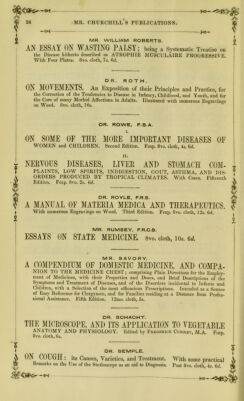 28 MR. CHURCHILL'S PUBLICATIONS.
MR. WILLIAM ROBERTS.
AN ESSAY ON WASTING PALSY; being a Systematic Treatise on
the Disease hitherto described as ATROPHIE MUSCULAIRE PROGRESSIVE.
With Four Plates. 8vo. cloth, 7s. 6d.
DR. ROTH.
ON MOVEMENTS. An Exposition of their Principles and Practice, for
the Correction of the Tendencies to Disease in Infancy, Childhood, and Youth, and for
the Cure of many Morbid Affections in Adults. Illustrated with numerous Engravings
on Wood. 8vo. cloth, 10s.
DR. ROWE, F.S.A.
ON SOME OF THE MORE IMPORTANT DISEASES OF
WOMEN and CHILDREN. Second Edition. Fcap. 8vo. cloth, 4s. 6d.
II.
NERVOUS DISEASES, LIVER AND STOMACH COM-
PLAINTS, LOW SPIRITS, INDIGESTION, GOUT, ASTHMA, AND DIS-
ORDERS PRODUCED BY TROPICAL CLIMATES. With Cases. Fifteenth
Edition. Fcap. 8vo. 2s. 6d.
DR. ROYLE, F.R.S.
A MANUAL OF MATERIA MEDICA AND THERAPEUTICS.
With numerous Engravings on Wood. Third Edition. Fcap. 8vo. cloth, 12s. 6d.
MR. RUMSEY, F.R.C.S.
ESSAYS ON STATE MEDICINE. 8vo. cloth, 10s. 6d.
MR. SAVORY.
A COMPENDIUM OF DOMESTIC MEDICINE, AND COMPA-
NION TO THE MEDICINE CHEST; comprising Plain Directions for the Employ-
ment of Medicines, with their Properties and Doses, and Brief Descriptions of the
Symptoms and Treatment of Diseases, and of the Disorders incidental to Infants and
Children, with a Selection of the most efficacious Prescriptions. Intended as a Source
of Easy Reference for Clergymen, and for Families residing at a Distance from Profes-
sional Assistance. Fifth Edition. 12mo. cloth, 5s.
DR. SCHACHT.
THE MICROSCOPE, AND ITS APPLICATION TO VEGETABLE
ANATOMY AND PHYSIOLOGY. Edited by FREDERICK CURREY, M.A. Fcap.
8vo. cloth, 6s.
DR. SEMPLE.
ON COUGH: its Causes, Varieties, and Treatment. With some practical
Remarks on the Use of the Stethoscope as an aid to Diagnosis. Post 8vo. cloth, 4s. 6d.